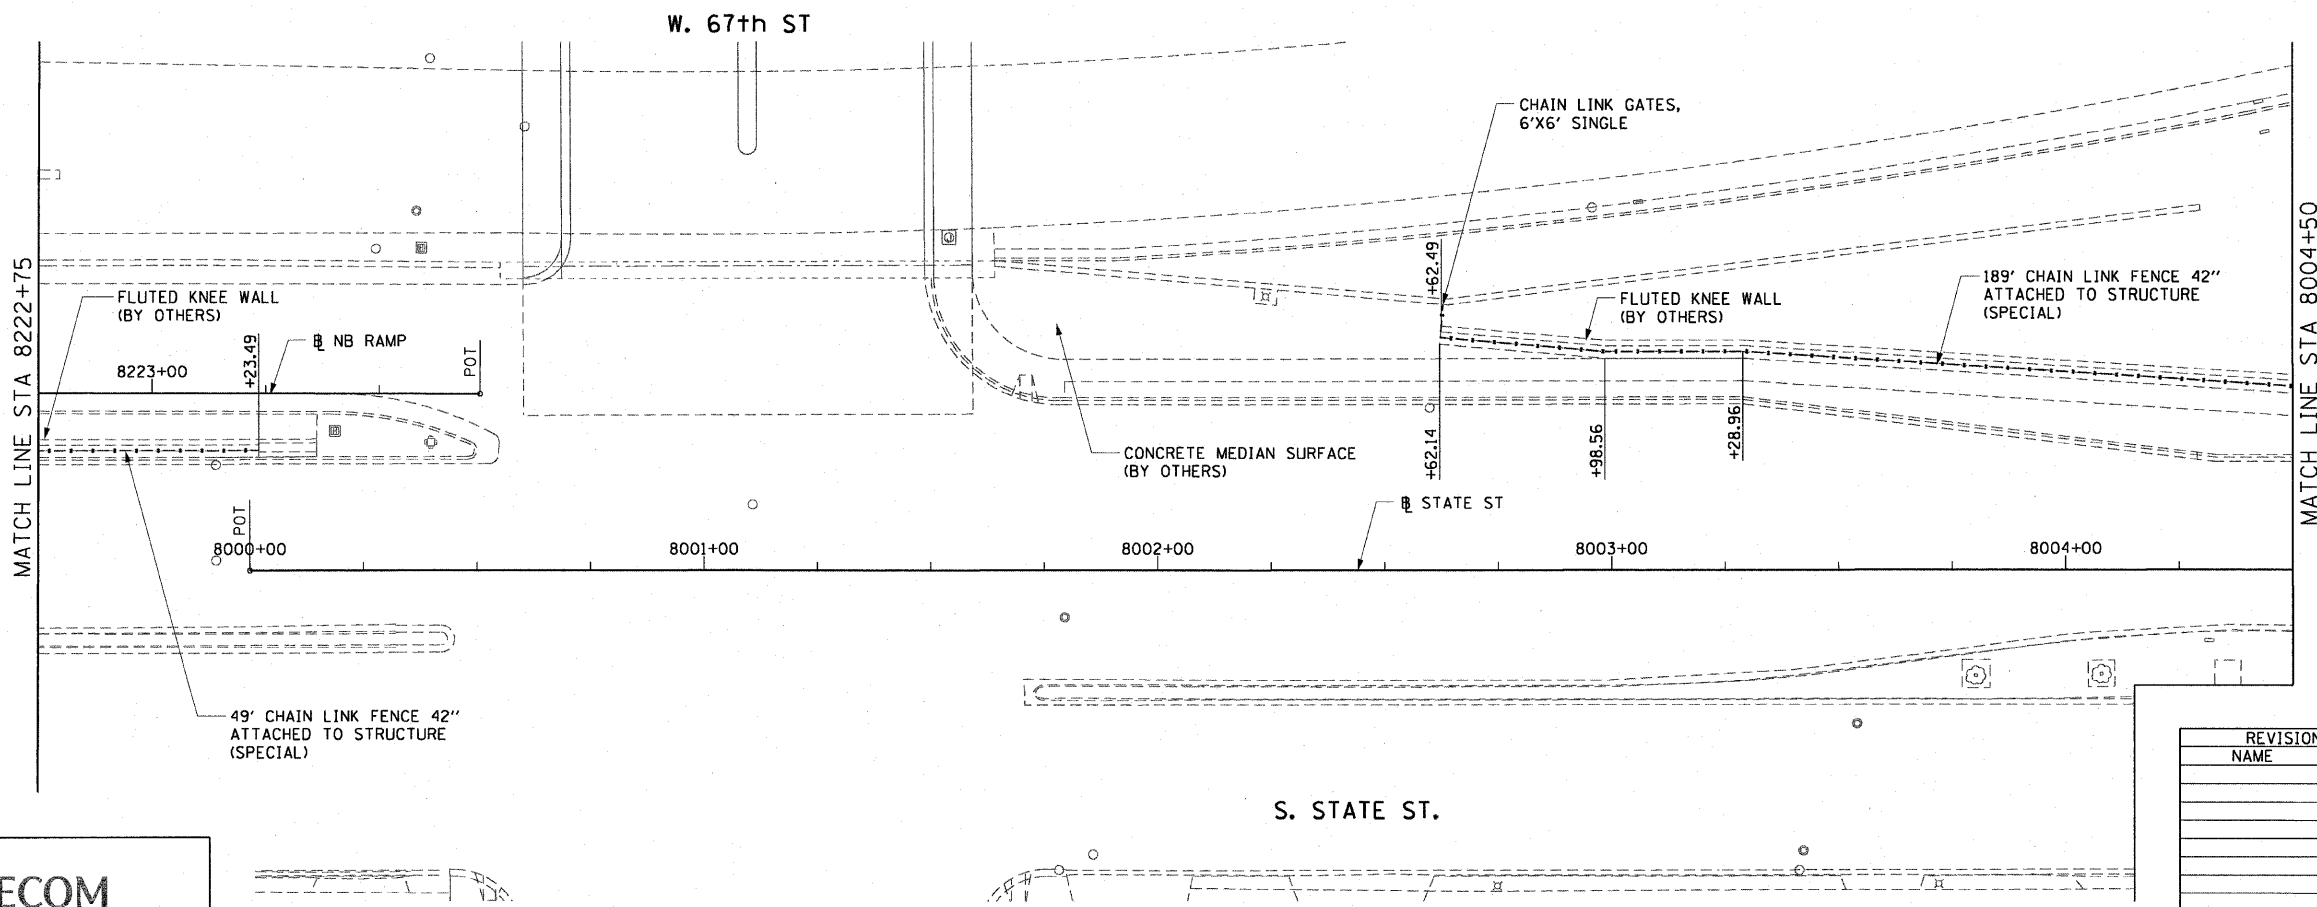 W. 67th ST
CHAIN LINK GATES,
6'X6' SINGLE
MATCH LINE STA 8222+75
FLUTED KNEE WALL
(BY OTHERS)
8223+00
+23.49
℄ NB RAMP
POT
+62.49
FLUTED KNEE WALL
(BY OTHERS)
189' CHAIN LINK FENCE 42"
ATTACHED TO STRUCTURE
(SPECIAL)
MATCH LINE STA 8004+50
CONCRETE MEDIAN SURFACE
(BY OTHERS)
+62.14
+98.56
+28.96
℄ STATE ST
POT
8000+00
8001+00
8002+00
8003+00
8004+00
49' CHAIN LINK FENCE 42"
ATTACHED TO STRUCTURE
(SPECIAL)
S. STATE ST.
REVISION
NAME
ECOM